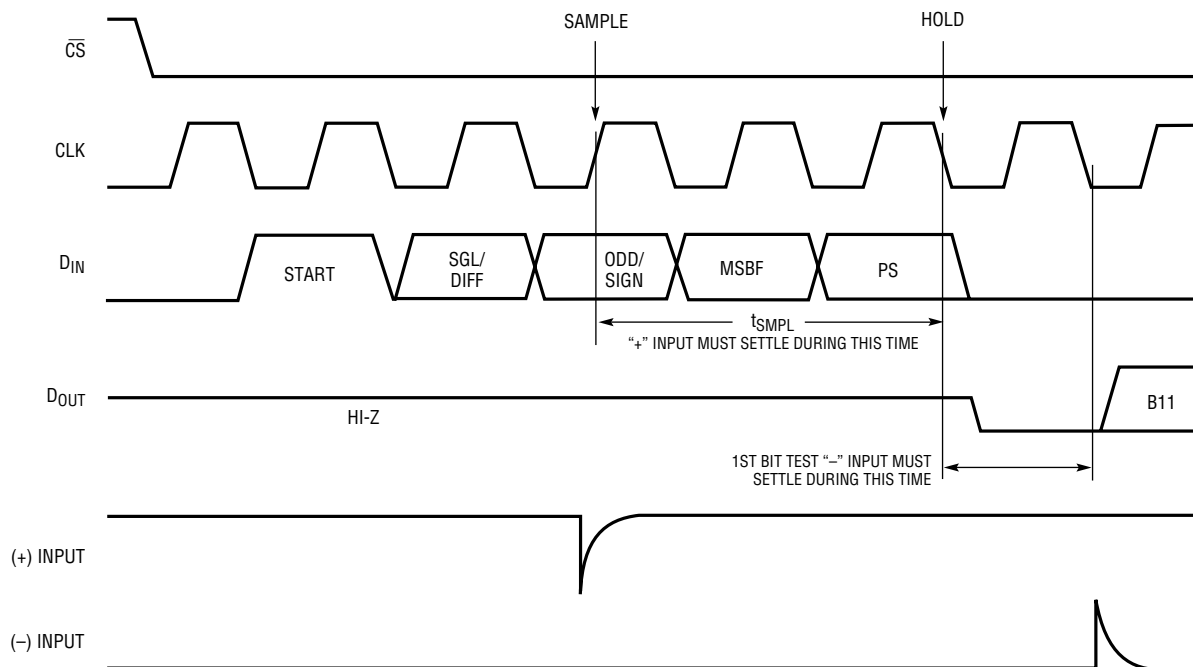 SAMPLE
HOLD
C̅S̅
CLK
DIN
START
SGL/
DIFF
ODD/
SIGN
MSBF
PS
tSMPL
“+” INPUT MUST SETTLE DURING THIS TIME
DOUT
HI-Z
B11
1ST BIT TEST “–” INPUT MUST
SETTLE DURING THIS TIME
(+) INPUT
(–) INPUT